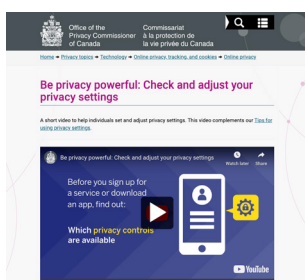 Office of the
Privacy Commissioner
of Canada
Commissariat
à la protection de
la vie privée du Canada
Home → Privacy topics → Technology → Online privacy, tracking, and cookies → Online privacy
Be privacy powerful: Check and adjust your
privacy settings
A short video to help individuals set and adjust privacy settings. This video complements our Tips for
using privacy settings.
Be privacy powerful: Check and adjust your privacy settings
Watch later
Share
Before you sign up for
a service or download
an app, find out:
Which privacy controls
are available
YouTube